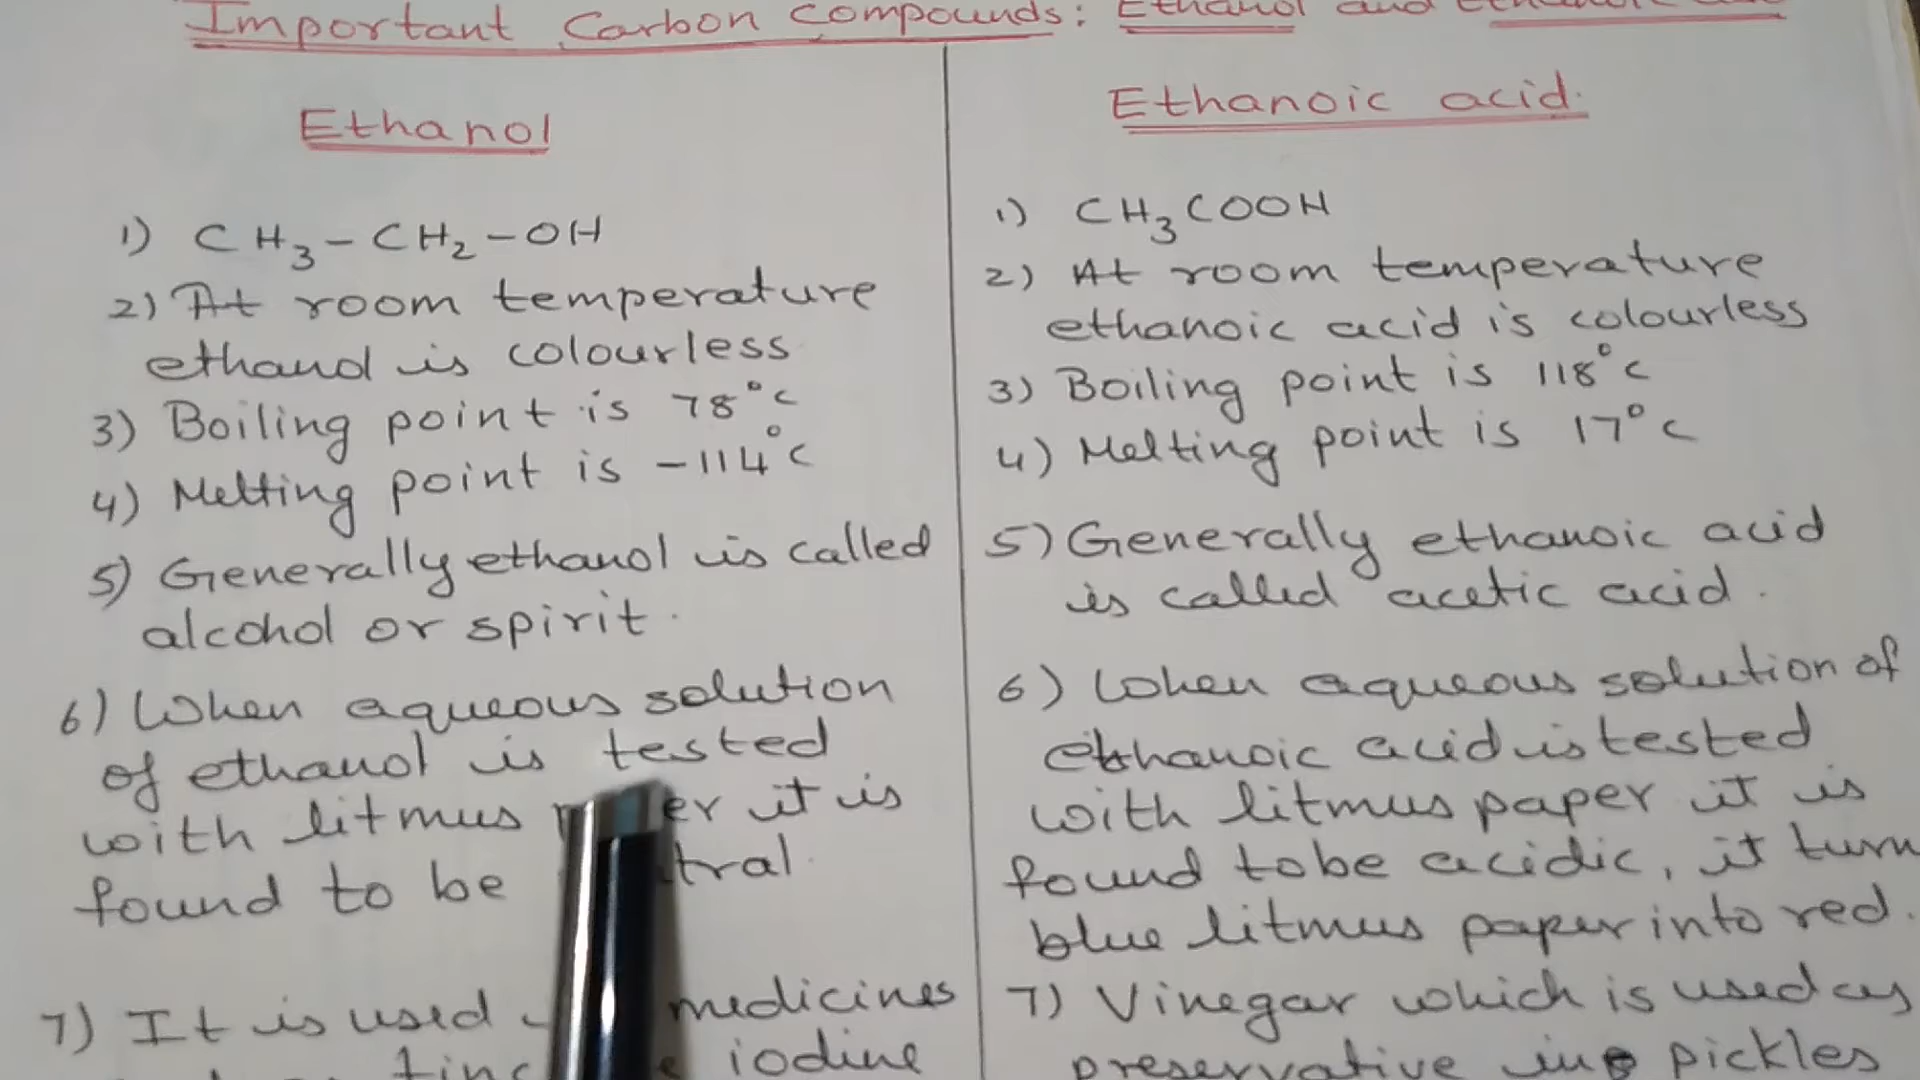 Important Carbon Compounds: Ethanol and
Ethanol
1) CH₃-CH₂-OH
2) At room temperature
ethanol is colourless
3) Boiling point is 78°c
4) Melting point is -114°c
5) Generally ethanol is called
alcohol or spirit.
6) When aqueous solution
of ethanol is tested
with litmus it is
found to be
7) It is used medicines
iodine
Ethanoic acid.
1) CH₃COOH
2) At room temperature
ethanoic acid is colourless
3) Boiling point is 118°c
4) Melting point is 17°c
5) Generally ethanoic acid
is called acetic acid.
6) When aqueous solution of
ethanoic acid is tested
with litmus paper it is
found to be acidic, it turn
blue litmus paper into red.
7) Vinegar which is used as
preservative in pickles